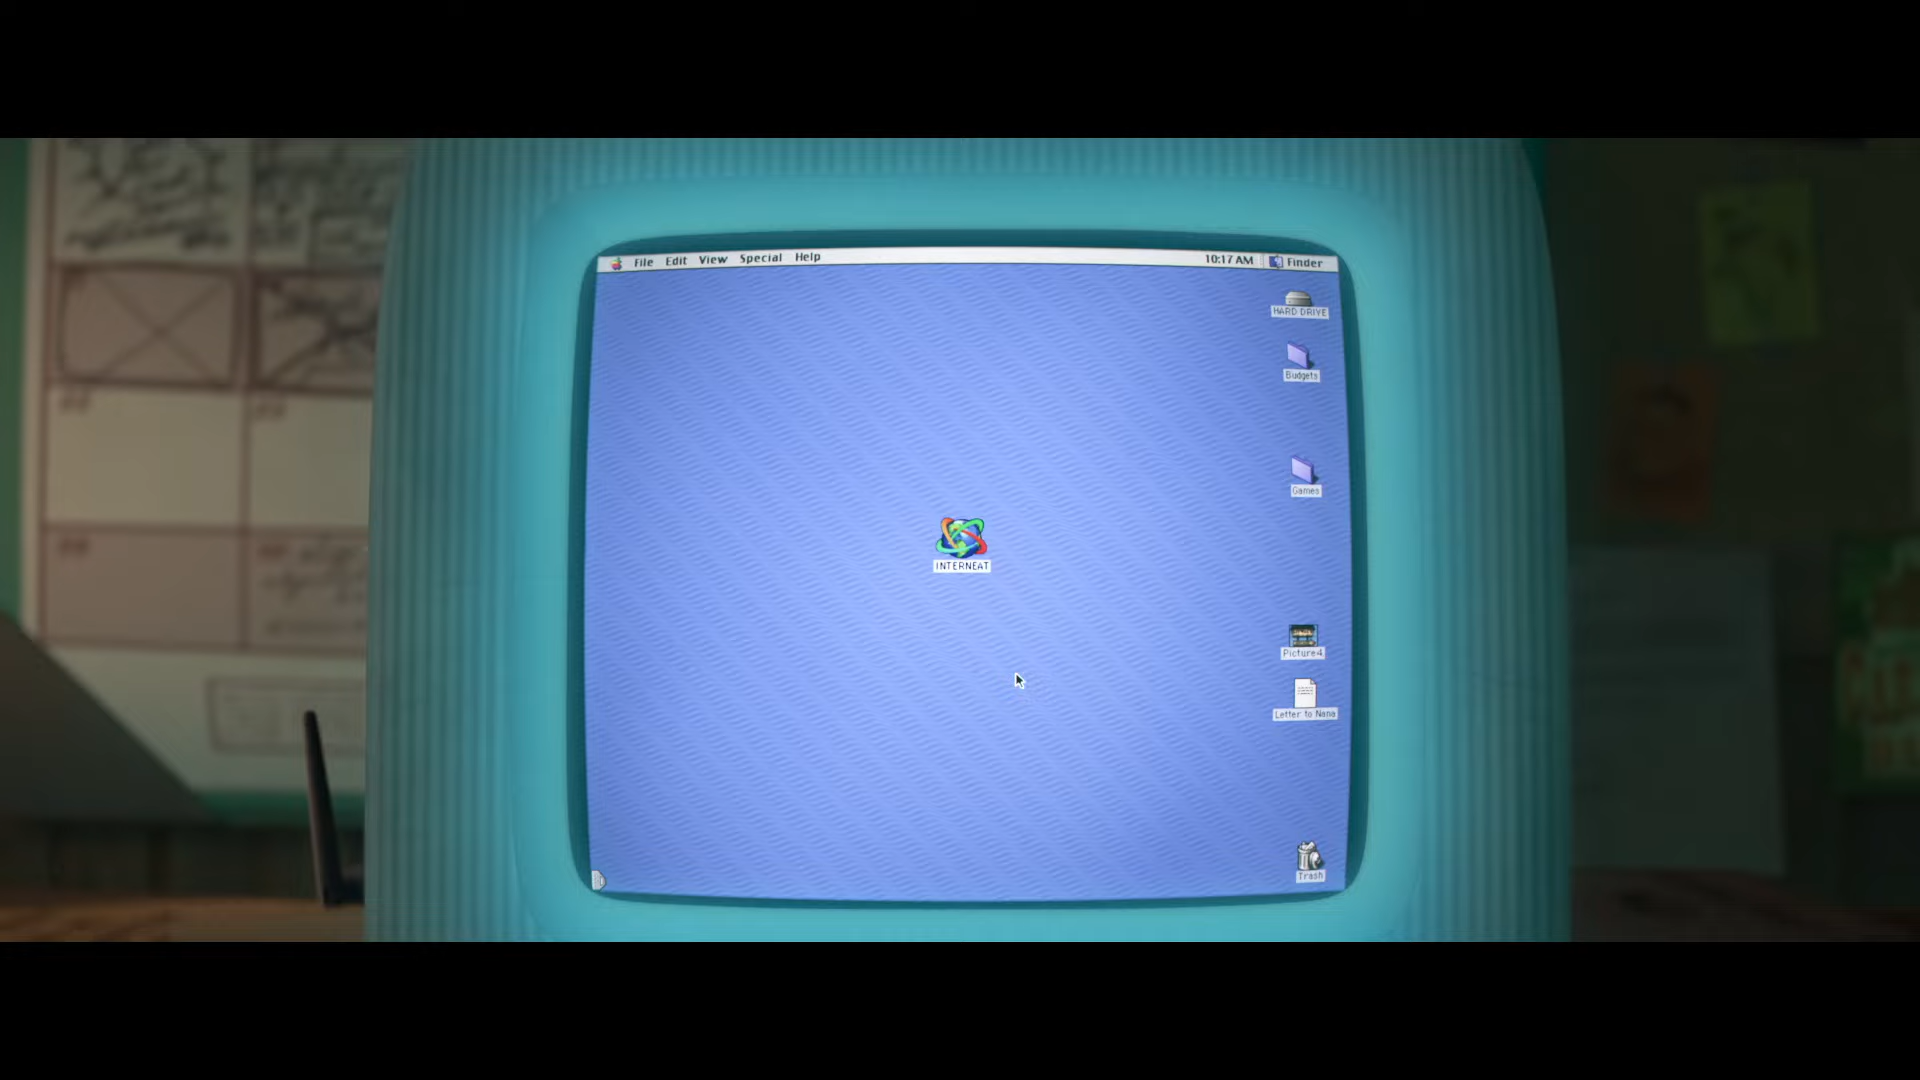 File Edit View Special Help 10:17 AM Finder
HARD DRIVE
Budgets
Games
INTERNEAT
Picture4
Letter to Nana
Trash